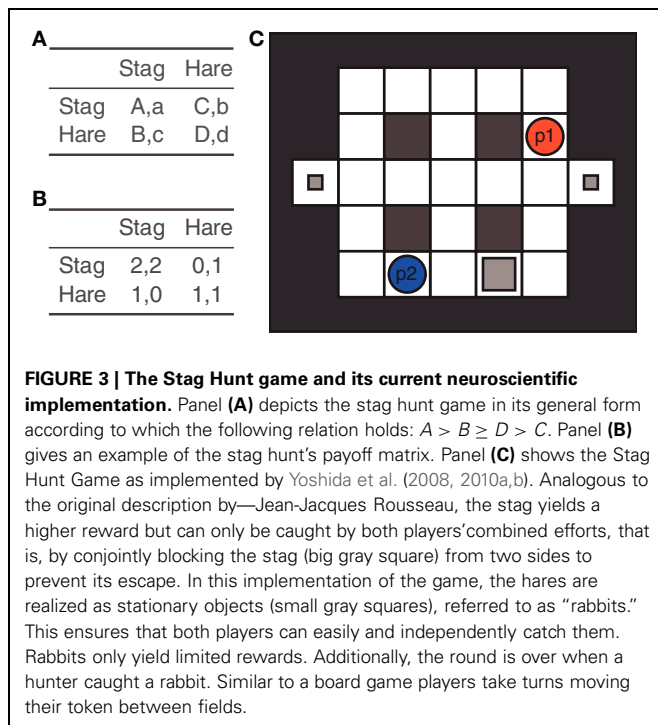 A
Stag Hare
Stag A,a C,b
Hare B,c D,d
B
Stag Hare
Stag 2,2 0,1
Hare 1,0 1,1
C
p1
p2
FIGURE 3 | The Stag Hunt game and its current neuroscientific
implementation. Panel (A) depicts the stag hunt game in its general form
according to which the following relation holds: A > B ≥ D > C. Panel (B)
gives an example of the stag hunt's payoff matrix. Panel (C) shows the Stag
Hunt Game as implemented by Yoshida et al. (2008, 2010a,b). Analogous to
the original description by—Jean-Jacques Rousseau, the stag yields a
higher reward but can only be caught by both players'combined efforts, that
is, by conjointly blocking the stag (big gray square) from two sides to
prevent its escape. In this implementation of the game, the hares are
realized as stationary objects (small gray squares), referred to as "rabbits."
This ensures that both players can easily and independently catch them.
Rabbits only yield limited rewards. Additionally, the round is over when a
hunter caught a rabbit. Similar to a board game players take turns moving
their token between fields.